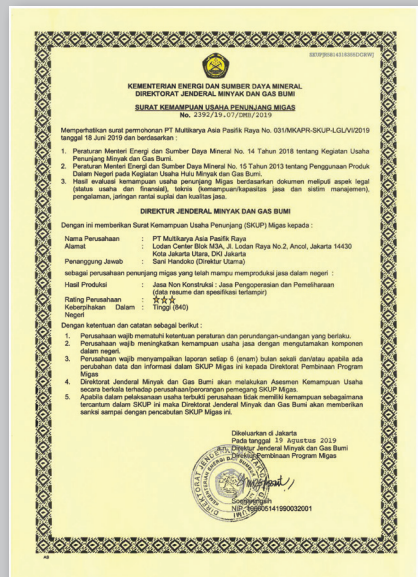 KEMENTERIAN ENERGI DAN SUMBER DAYA MINERAL
DIREKTORAT JENDERAL MINYAK DAN GAS BUMI
SURAT KEMAMPUAN USAHA PENUNJANG MIGAS
No. 2392/19.07/DMB/2019
Memperhatikan surat permohonan PT Multikarya Asia Pasifik Raya No. 031/MKAPR-SKUP-LGL/VI/2019
tanggal 18 Juni 2019 dan berdasarkan :
1. Peraturan Menteri Energi dan Sumber Daya Mineral No. 14 Tahun 2018 tentang Kegiatan Usaha
Penunjang Minyak dan Gas Bumi.
2. Peraturan Menteri Energi dan Sumber Daya Mineral No. 15 Tahun 2013 tentang Penggunaan Produk
Dalam Negeri pada Kegiatan Usaha Hulu Minyak dan Gas Bumi.
3. Hasil evaluasi kemampuan usaha penunjang Migas berdasarkan dokumen meliputi aspek legal
(status usaha dan finansial), teknis (kemampuan/kapasitas jasa dan sistim manajemen),
pengalaman, jaringan rantai suplai dan kualitas jasa.
DIREKTUR JENDERAL MINYAK DAN GAS BUMI
Dengan ini memberikan Surat Kemampuan Usaha Penunjang (SKUP) Migas kepada :
Nama Perusahaan : PT Multikarya Asia Pasifik Raya
Alamat : Lodan Center Blok M3A, Jl. Lodan Raya No.2, Ancol, Jakarta 14430
Kota Jakarta Utara, DKI Jakarta
Penanggung Jawab : Sani Handoko (Direktur Utama)
sebagai perusahaan penunjang migas yang telah mampu memproduksi jasa dalam negeri :
Hasil Produksi : Jasa Non Konstruksi : Jasa Pengoperasian dan Pemeliharaan
(data resume dan spesifikasi terlampir)
Rating Perusahaan : ☆☆☆
Keberpihakan Dalam : Tinggi (840)
Negeri
Dengan ketentuan dan catatan sebagai berikut :
1. Perusahaan wajib mematuhi ketentuan peraturan dan perundangan-undangan yang berlaku.
2. Perusahaan wajib meningkatkan kemampuan usaha jasa dengan mengutamakan komponen
dalam negeri.
3. Perusahaan wajib menyampaikan laporan setiap 6 (enam) bulan sekali dan/atau apabila ada
perubahan data dan informasi dalam SKUP Migas ini kepada Direktorat Pembinaan Program
Migas
4. Direktorat Jenderal Minyak dan Gas Bumi akan melakukan Asesmen Kemampuan Usaha
secara berkala terhadap perusahaan/perorangan pemegang SKUP Migas.
5. Apabila dalam pelaksanaan usaha terbukti perusahaan tidak memiliki kemampuan sebagaimana
tercantum dalam SKUP ini maka Direktorat Jenderal Minyak dan Gas Bumi akan memberikan
sanksi sampai dengan pencabutan SKUP Migas ini.
Dikeluarkan di Jakarta
Pada tanggal 19 Agustus 2019
an. Direktur Jenderal Minyak dan Gas Bumi
Direktur Pembinaan Program Migas
Soerjaningsih
NIP. 196605141990032001